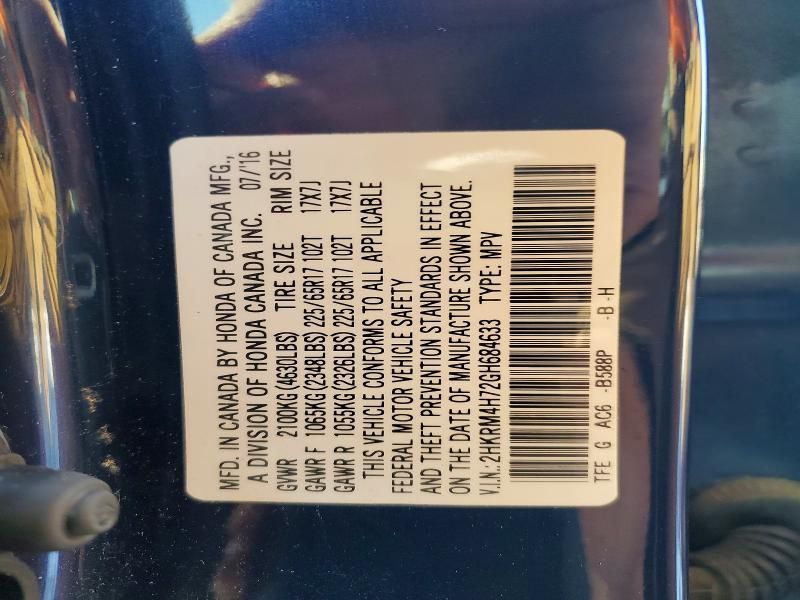 MFD. IN CANADA BY HONDA OF CANADA MFG.,
A DIVISION OF HONDA CANADA INC. 07/'16
GVWR 2100KG (4630LBS) TIRE SIZE RIM SIZE
GAWR F 1065KG (2348LBS) 225/65R17 102T 17X7J
GAWR R 1055KG (2326LBS) 225/65R17 102T 17X7J
THIS VEHICLE CONFORMS TO ALL APPLICABLE
FEDERAL MOTOR VEHICLE SAFETY
AND THEFT PREVENTION STANDARDS IN EFFECT
ON THE DATE OF MANUFACTURE SHOWN ABOVE.
V.I.N.: 2HKRM4H72GH684633 TYPE: MPV
TFE G AC6 -B588P -B -H